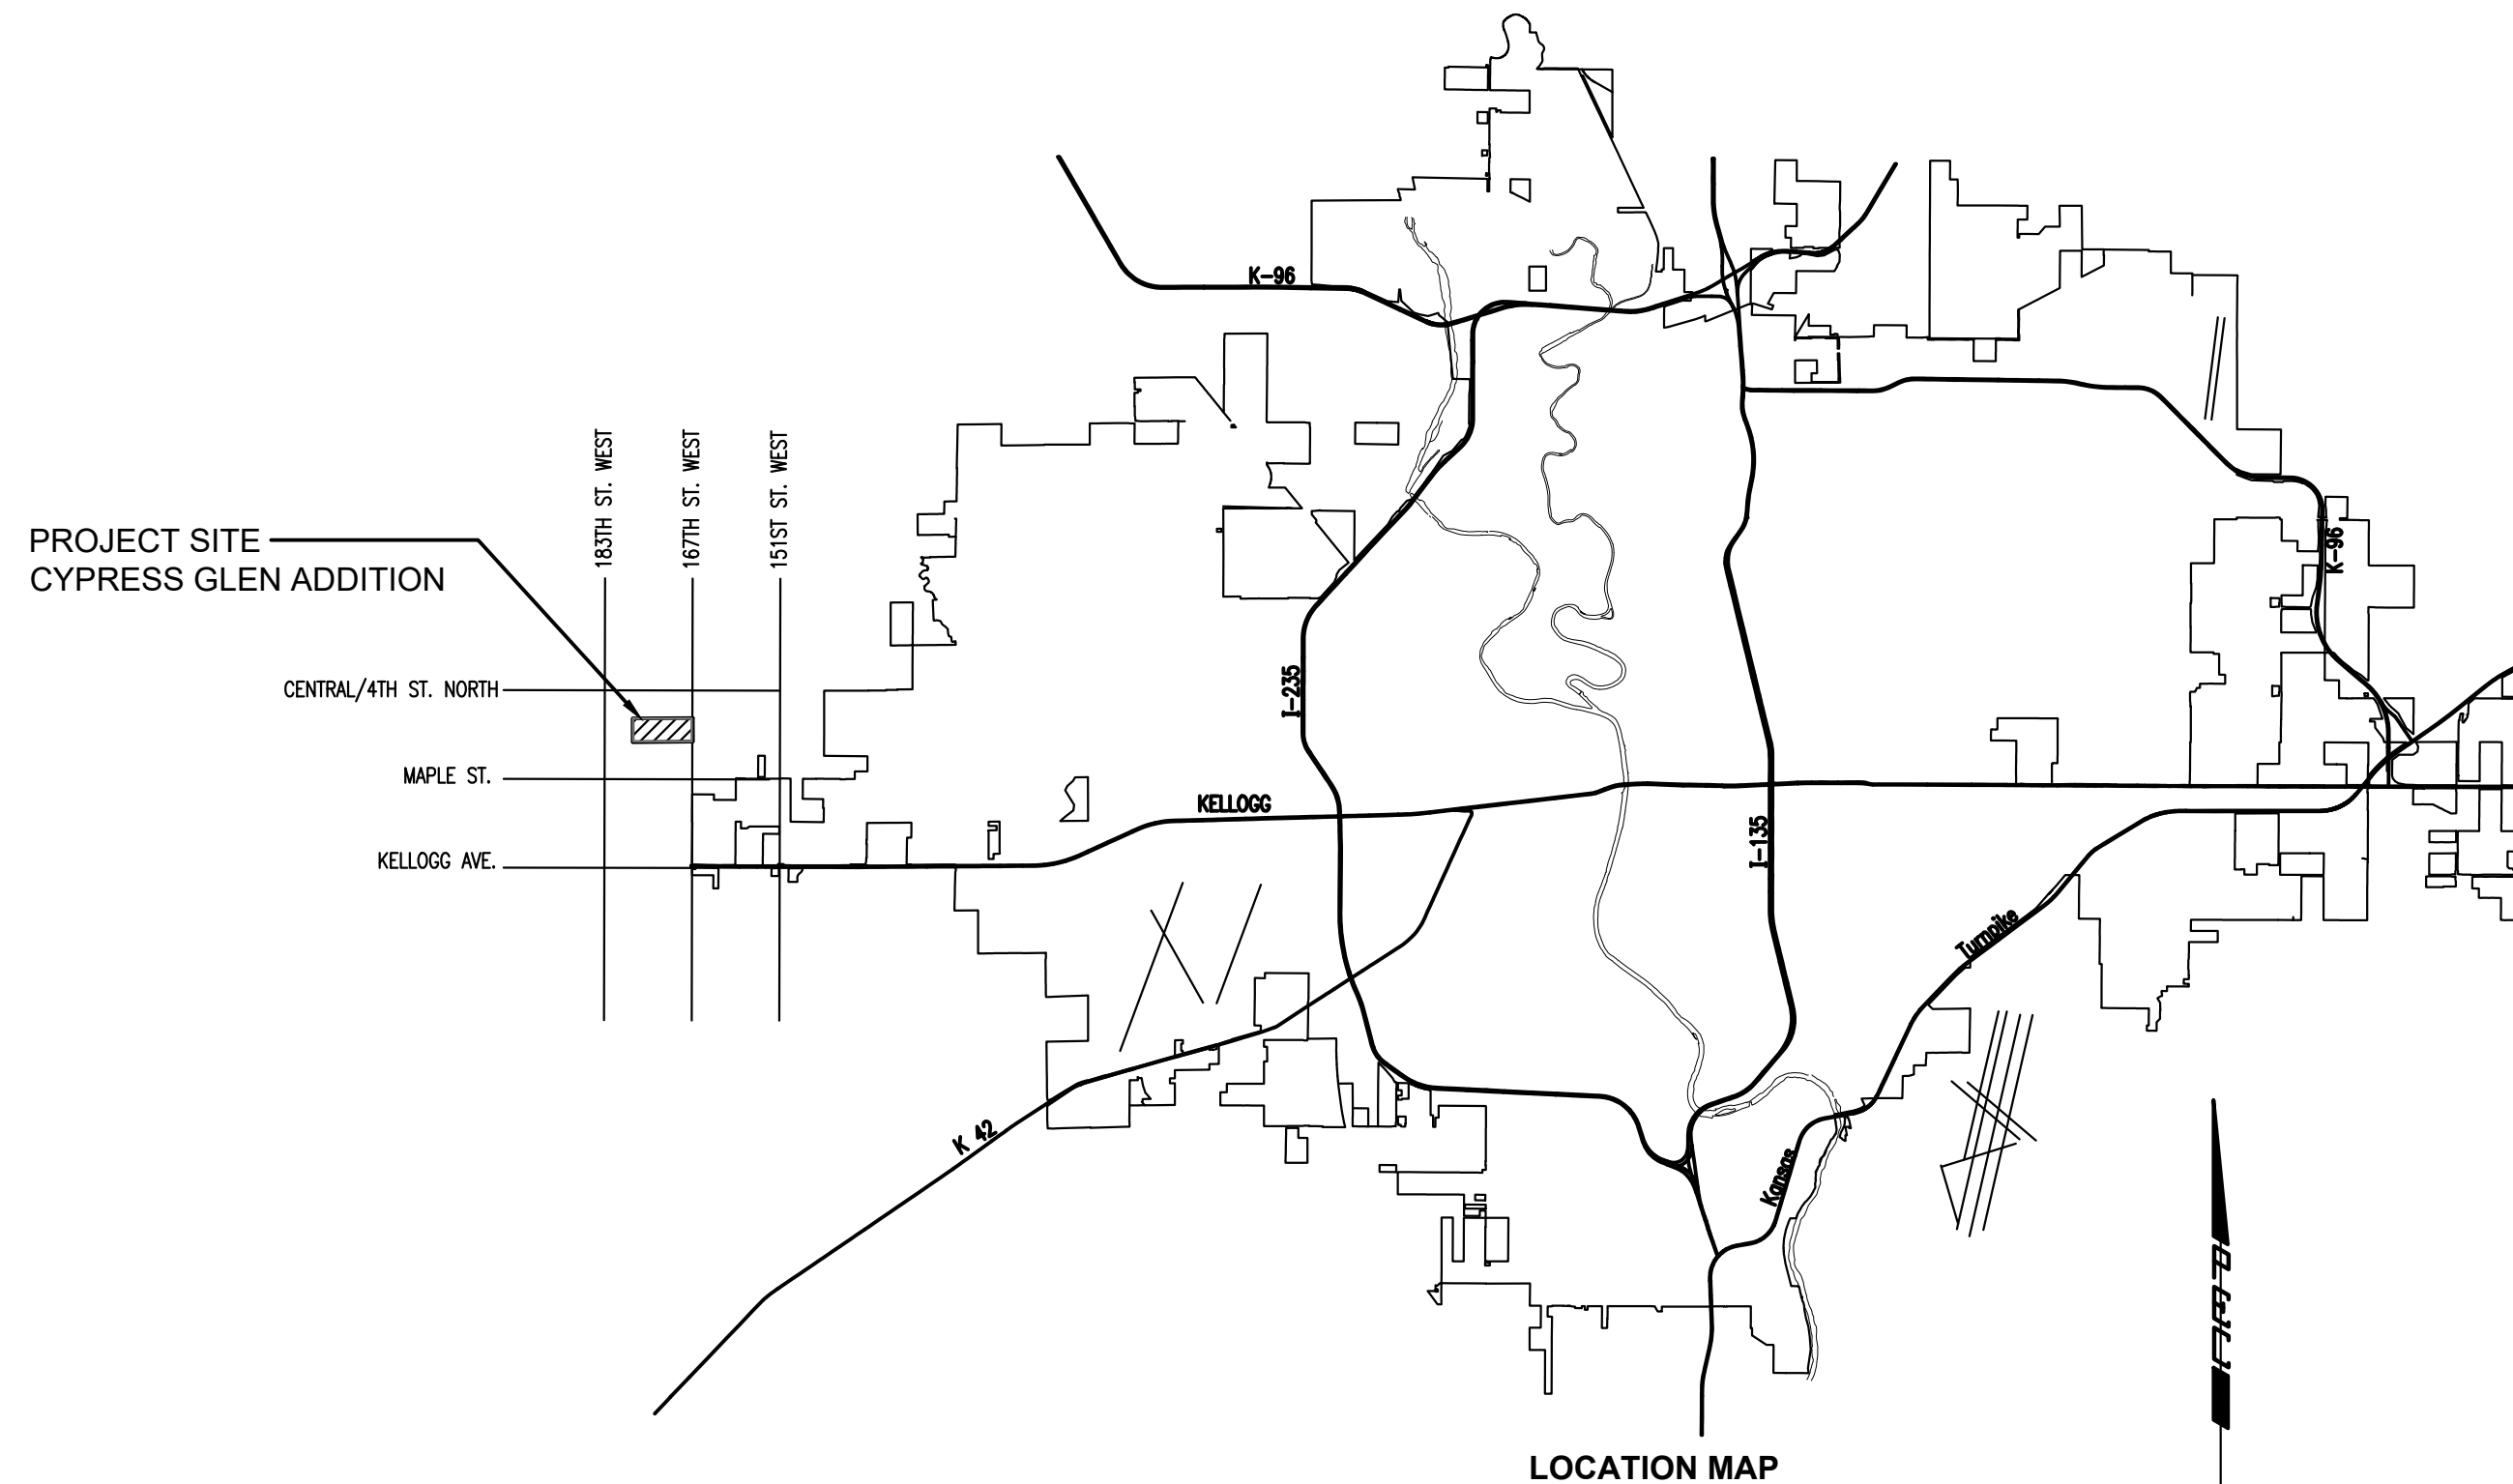 K-96
183TH ST. WEST
167TH ST. WEST
151ST ST. WEST
PROJECT SITE
CYPRESS GLEN ADDITION
K-96
CENTRAL/4TH ST. NORTH
I-235
MAPLE ST.
KELLOGG
KELLOGG AVE.
I-135
Turnpike
K 42
Kansas
LOCATION MAP